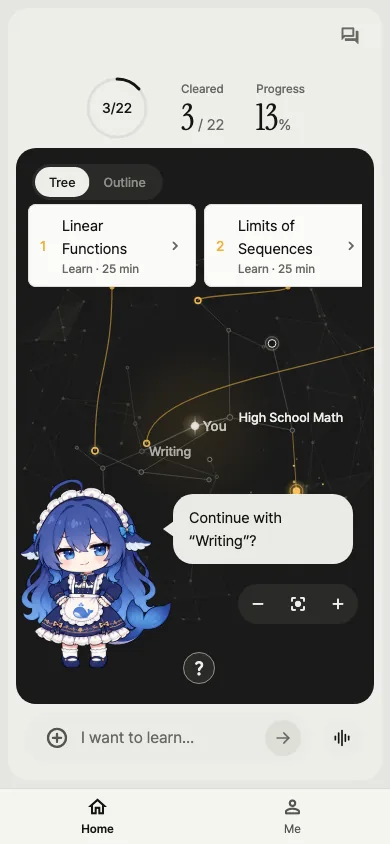 3/22
Cleared
3 / 22
Progress
13%
Tree
Outline
1
Linear
Functions
Learn · 25 min
2
Limits of
Sequences
Learn · 25 min
High School Math
You
Writing
Continue with
“Writing”?
?
I want to learn...
Home
Me